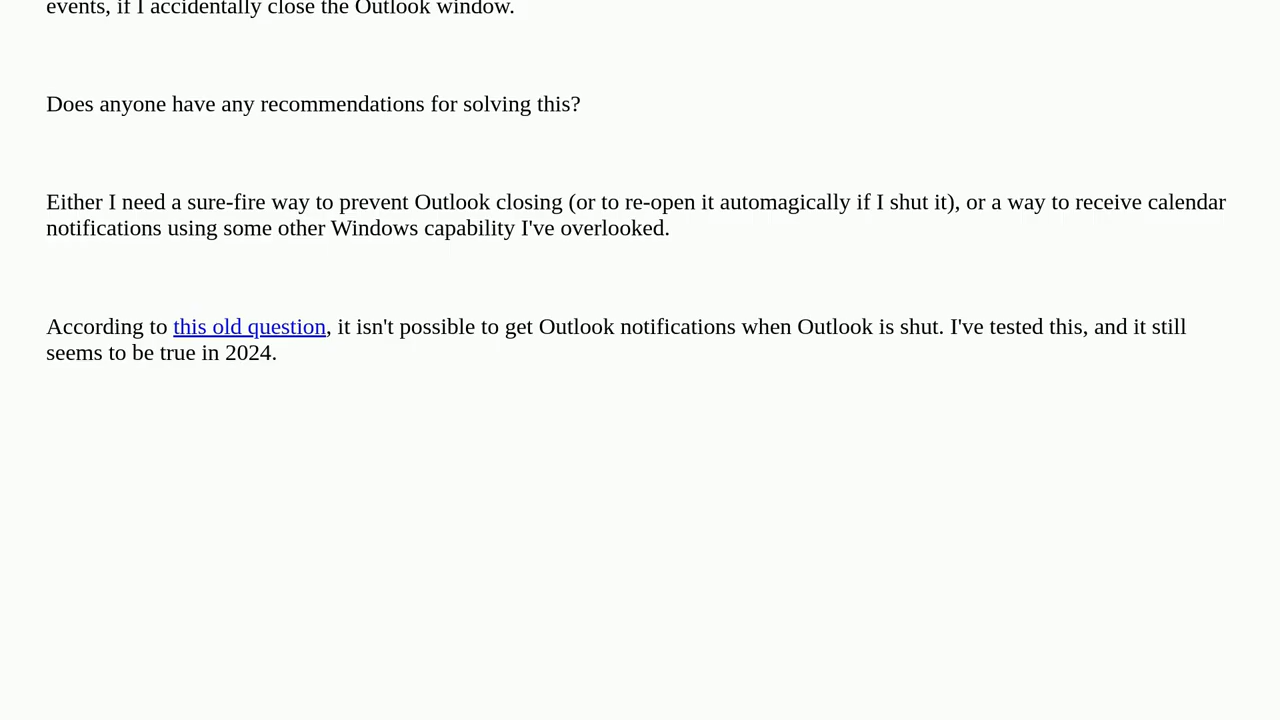 events, if I accidentally close the Outlook window.
Does anyone have any recommendations for solving this?
Either I need a sure-fire way to prevent Outlook closing (or to re-open it automagically if I shut it), or a way to receive calendar
notifications using some other Windows capability I've overlooked.
According to this old question, it isn't possible to get Outlook notifications when Outlook is shut. I've tested this, and it still
seems to be true in 2024.